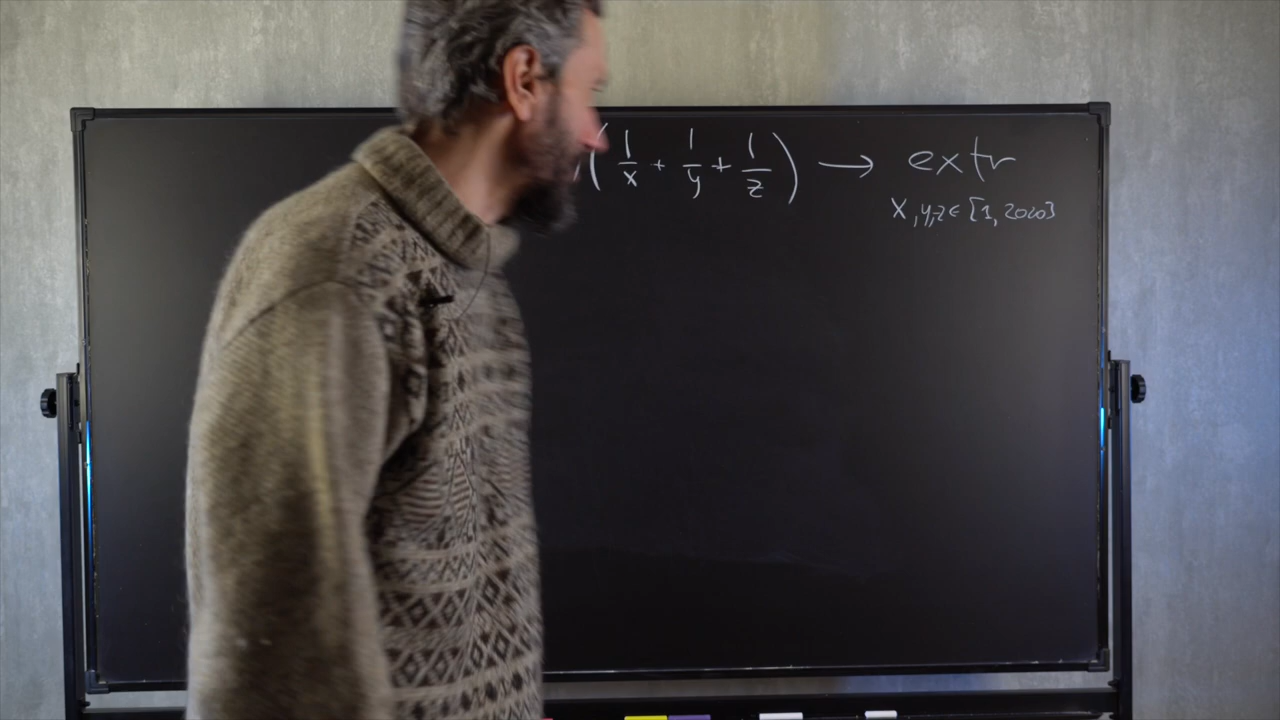 (1/x + 1/y + 1/z) → extr
x,y,z ∈ [1, 2020]